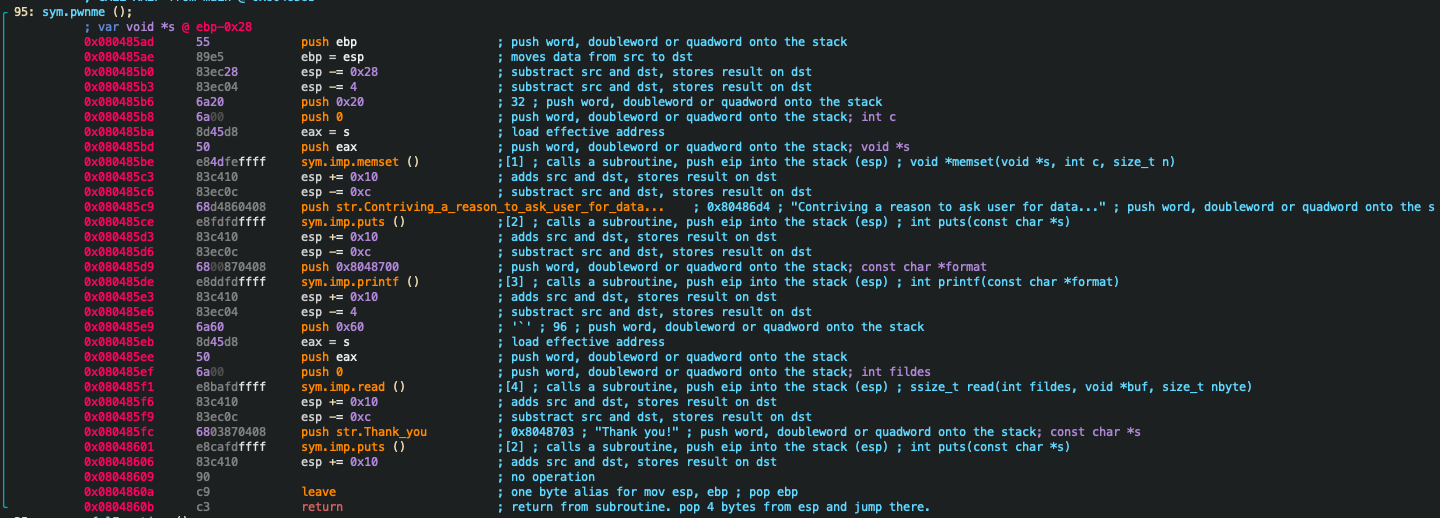 95: sym.pwnme ();
; var void *s @ ebp-0x28
0x080485ad 55 push ebp ; push word, doubleword or quadword onto the stack
0x080485ae 89e5 ebp = esp ; moves data from src to dst
0x080485b0 83ec28 esp -= 0x28 ; substract src and dst, stores result on dst
0x080485b3 83ec04 esp -= 4 ; substract src and dst, stores result on dst
0x080485b6 6a20 push 0x20 ; 32 ; push word, doubleword or quadword onto the stack
0x080485b8 6a00 push 0 ; push word, doubleword or quadword onto the stack; int c
0x080485ba 8d45d8 eax = s ; load effective address
0x080485bd 50 push eax ; push word, doubleword or quadword onto the stack; void *s
0x080485be e84dfeffff sym.imp.memset () ;[1] ; calls a subroutine, push eip into the stack (esp) ; void *memset(void *s, int c, size_t n)
0x080485c3 83c410 esp += 0x10 ; adds src and dst, stores result on dst
0x080485c6 83ec0c esp -= 0xc ; substract src and dst, stores result on dst
0x080485c9 68d4860408 push str.Contriving_a_reason_to_ask_user_for_data... ; 0x80486d4 ; "Contriving a reason to ask user for data..." ; push word, doubleword or quadword onto the s
0x080485ce e8fdfdffff sym.imp.puts () ;[2] ; calls a subroutine, push eip into the stack (esp) ; int puts(const char *s)
0x080485d3 83c410 esp += 0x10 ; adds src and dst, stores result on dst
0x080485d6 83ec0c esp -= 0xc ; substract src and dst, stores result on dst
0x080485d9 6800870408 push 0x8048700 ; push word, doubleword or quadword onto the stack; const char *format
0x080485de e8ddfdffff sym.imp.printf () ;[3] ; calls a subroutine, push eip into the stack (esp) ; int printf(const char *format)
0x080485e3 83c410 esp += 0x10 ; adds src and dst, stores result on dst
0x080485e6 83ec04 esp -= 4 ; substract src and dst, stores result on dst
0x080485e9 6a60 push 0x60 ; '`' ; 96 ; push word, doubleword or quadword onto the stack
0x080485eb 8d45d8 eax = s ; load effective address
0x080485ee 50 push eax ; push word, doubleword or quadword onto the stack
0x080485ef 6a00 push 0 ; push word, doubleword or quadword onto the stack; int fildes
0x080485f1 e8bafdffff sym.imp.read () ;[4] ; calls a subroutine, push eip into the stack (esp) ; ssize_t read(int fildes, void *buf, size_t nbyte)
0x080485f6 83c410 esp += 0x10 ; adds src and dst, stores result on dst
0x080485f9 83ec0c esp -= 0xc ; substract src and dst, stores result on dst
0x080485fc 6803870408 push str.Thank_you ; 0x8048703 ; "Thank you!" ; push word, doubleword or quadword onto the stack; const char *s
0x08048601 e8cafdffff sym.imp.puts () ;[2] ; calls a subroutine, push eip into the stack (esp) ; int puts(const char *s)
0x08048606 83c410 esp += 0x10 ; adds src and dst, stores result on dst
0x08048609 90 ; no operation
0x0804860a c9 leave ; one byte alias for mov esp, ebp ; pop ebp
0x0804860b c3 return ; return from subroutine. pop 4 bytes from esp and jump there.